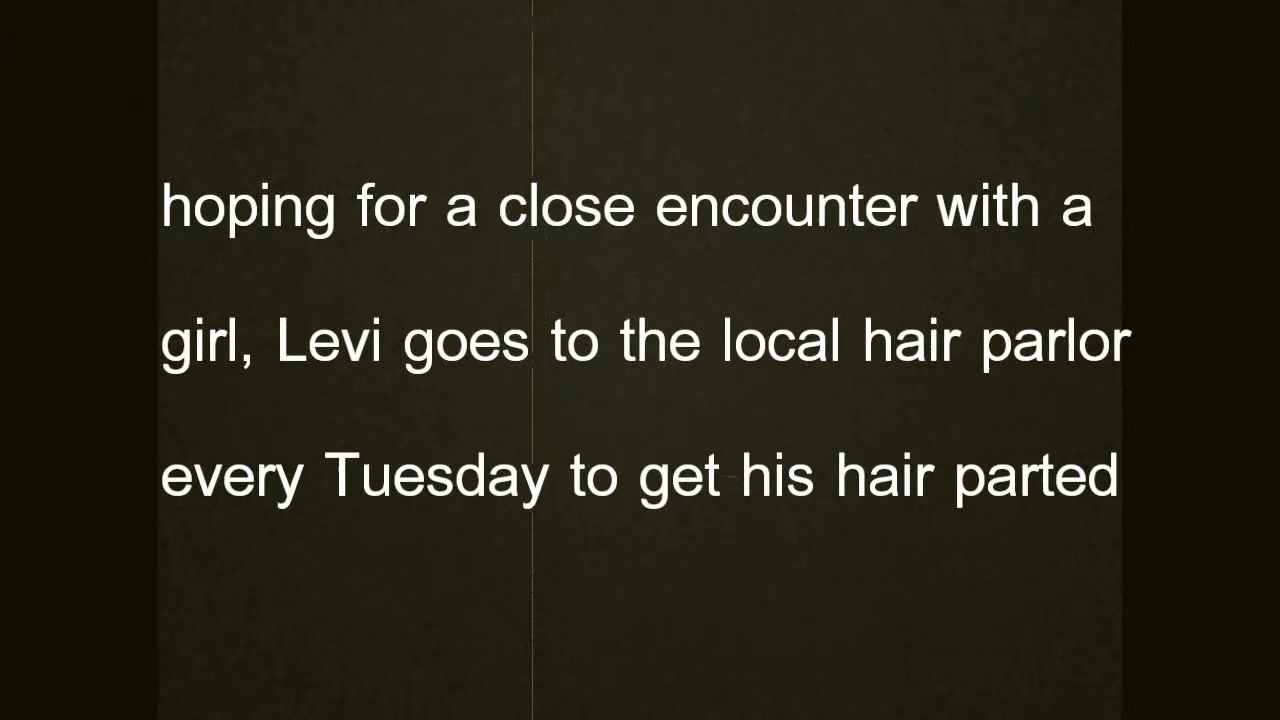 hoping for a close encounter with a
girl, Levi goes to the local hair parlor
every Tuesday to get his hair parted